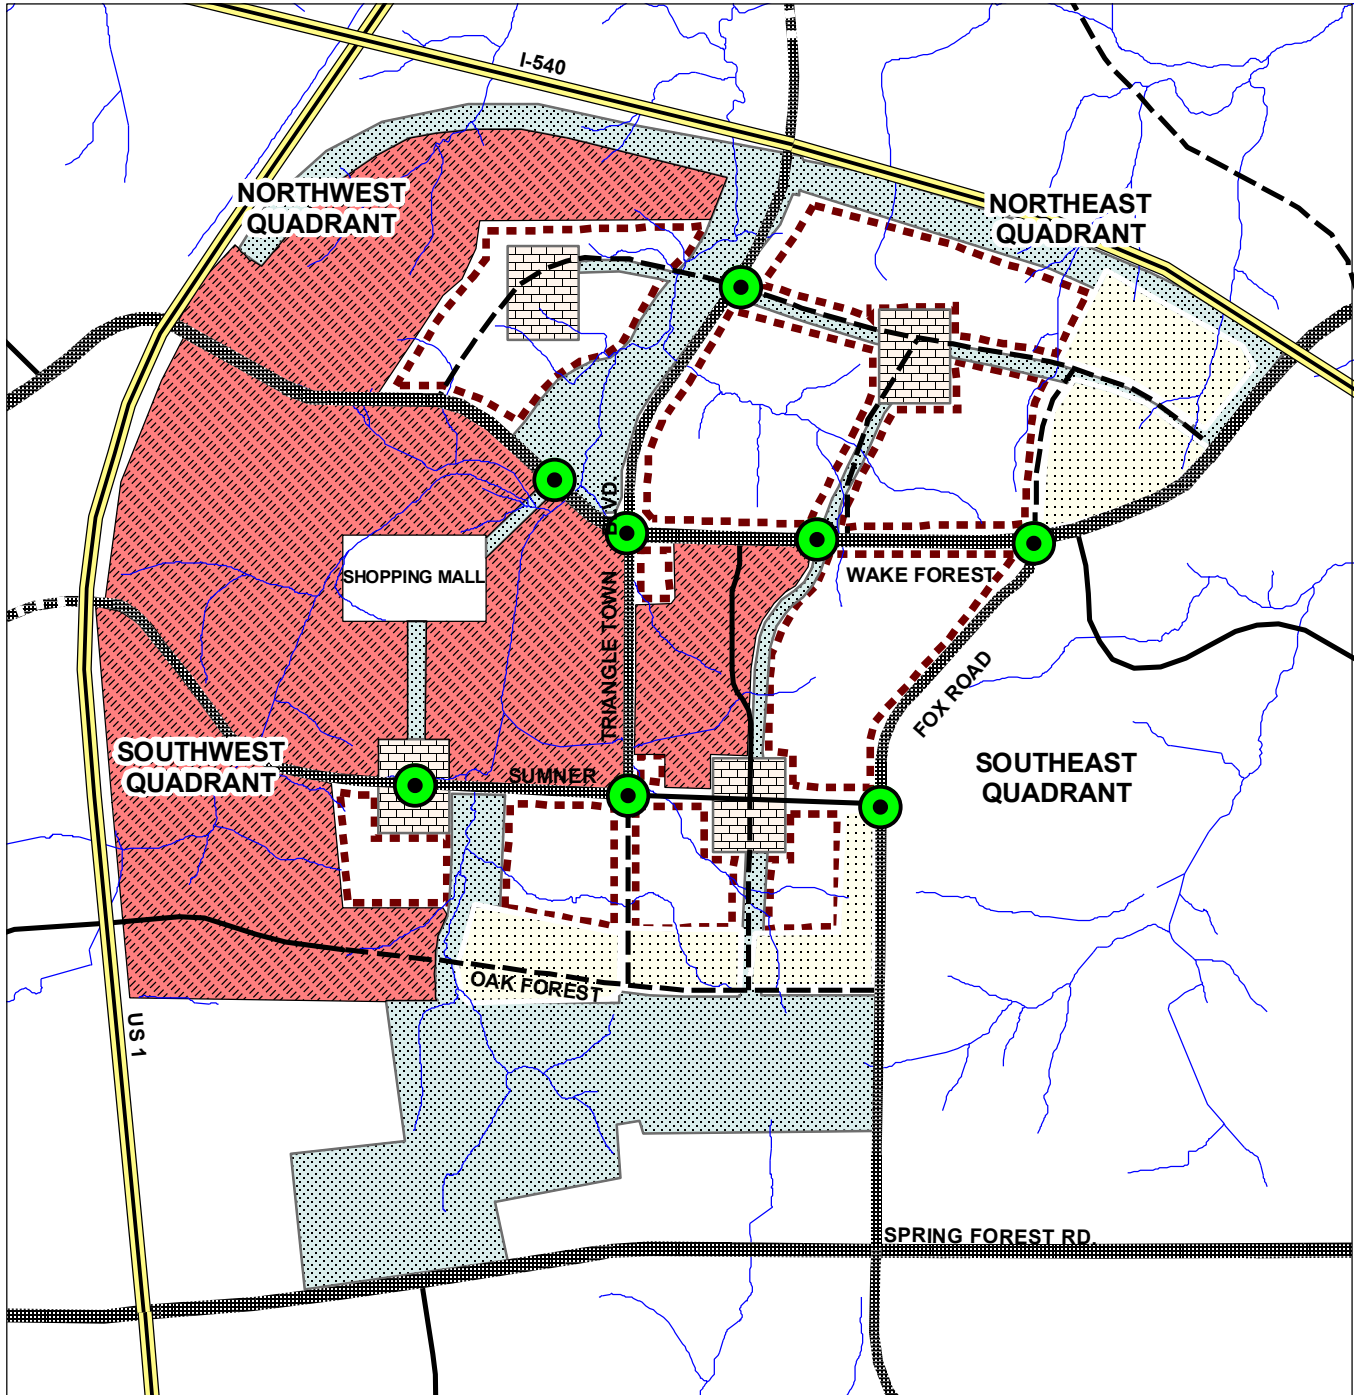 I-540
NORTHWEST
QUADRANT
NORTHEAST
QUADRANT
BLVD.
SHOPPING MALL
WAKE FOREST
TRIANGLE TOWN
FOX ROAD
SOUTHWEST
QUADRANT
SUMNER
SOUTHEAST
QUADRANT
OAK FOREST
US 1
SPRING FOREST RD.